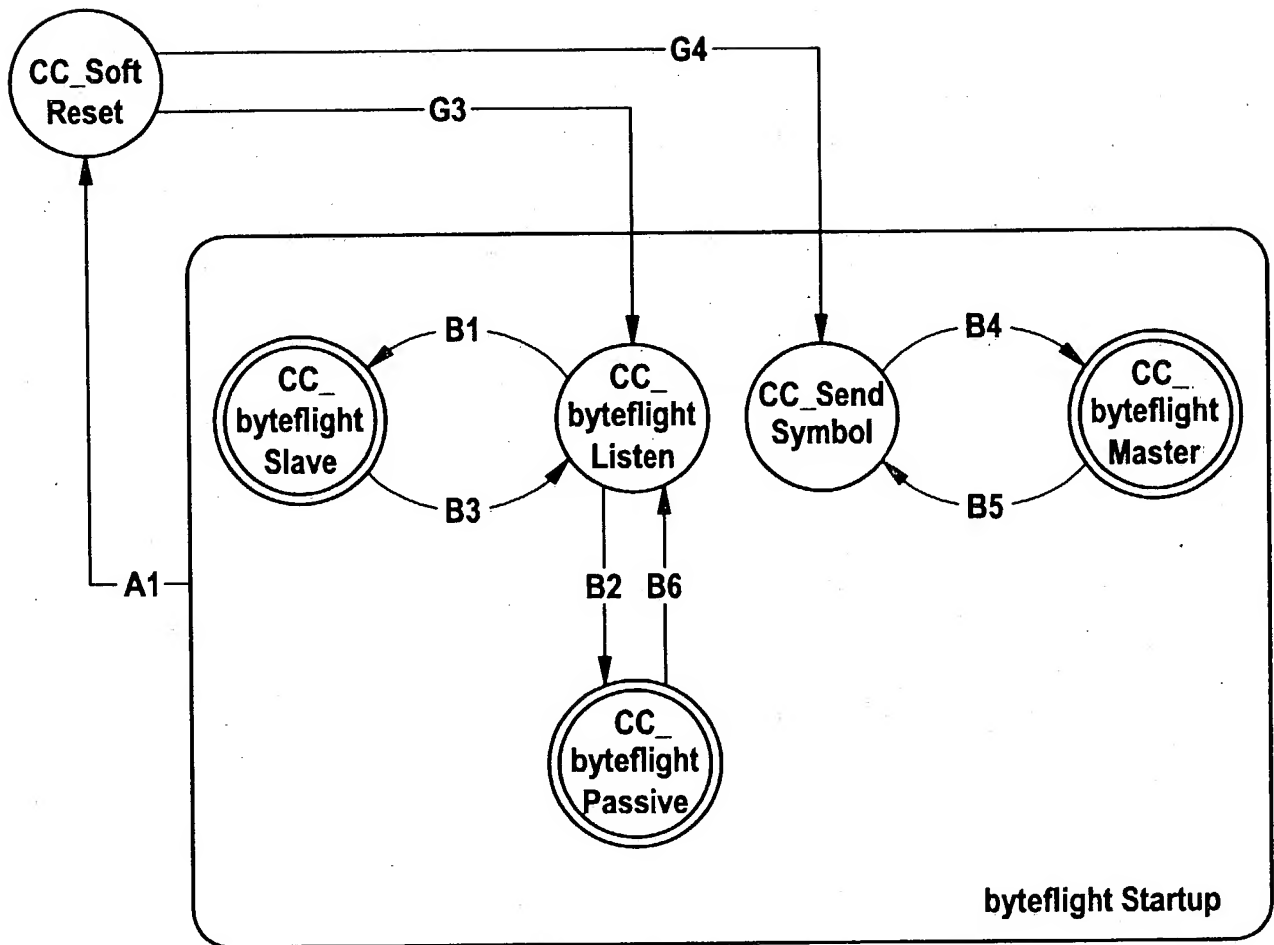 CC_Soft
Reset
G4
G3
B1
B4
CC_
byteflight
Slave
CC_
byteflight
Listen
CC_Send
Symbol
CC_
byteflight
Master
B3
B5
A1
B2
B6
CC_
byteflight
Passive
byteflight Startup